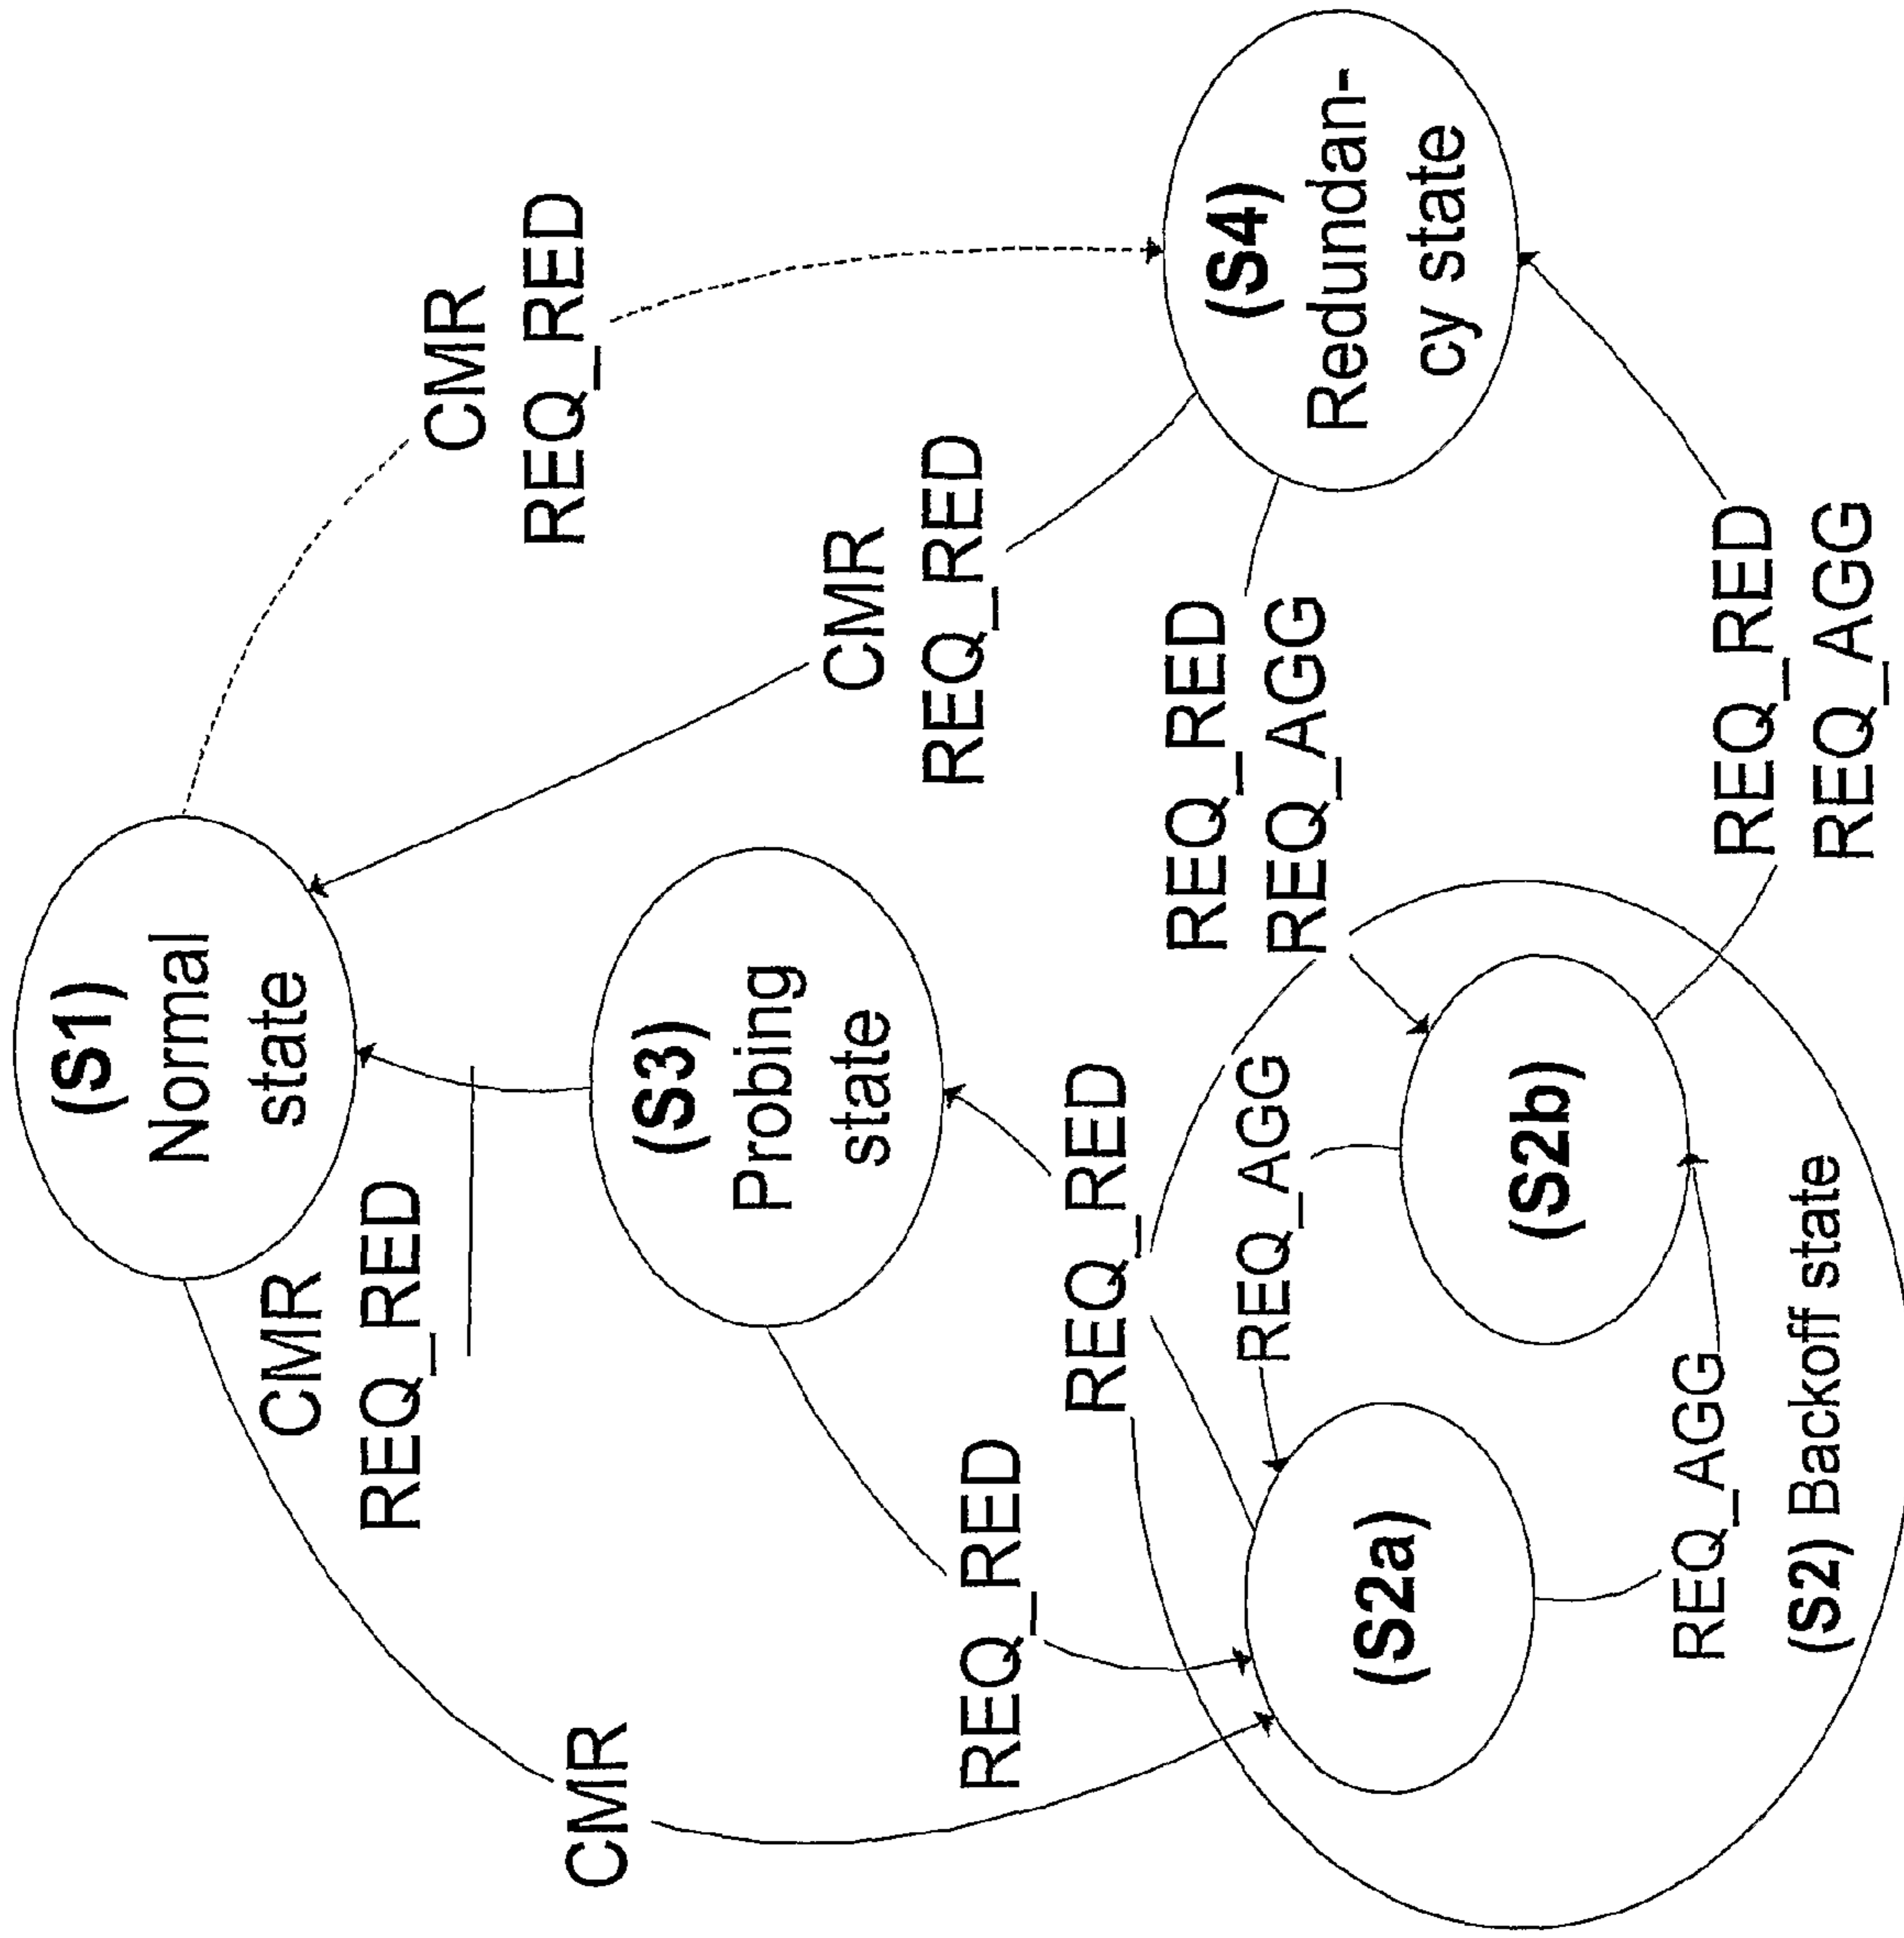 (S1)
Normal
state
CMR
REQ_RED
CMR
REQ_RED
CMR
CMR
REQ_RED
(S3)
Probing
state
REQ_RED
REQ_RED
REQ_RED
REQ_AGG
(S4)
Redundan-
cy state
REQ_AGG
(S2a)
(S2b)
REQ_AGG
REQ_RED
REQ_AGG
(S2) Backoff state